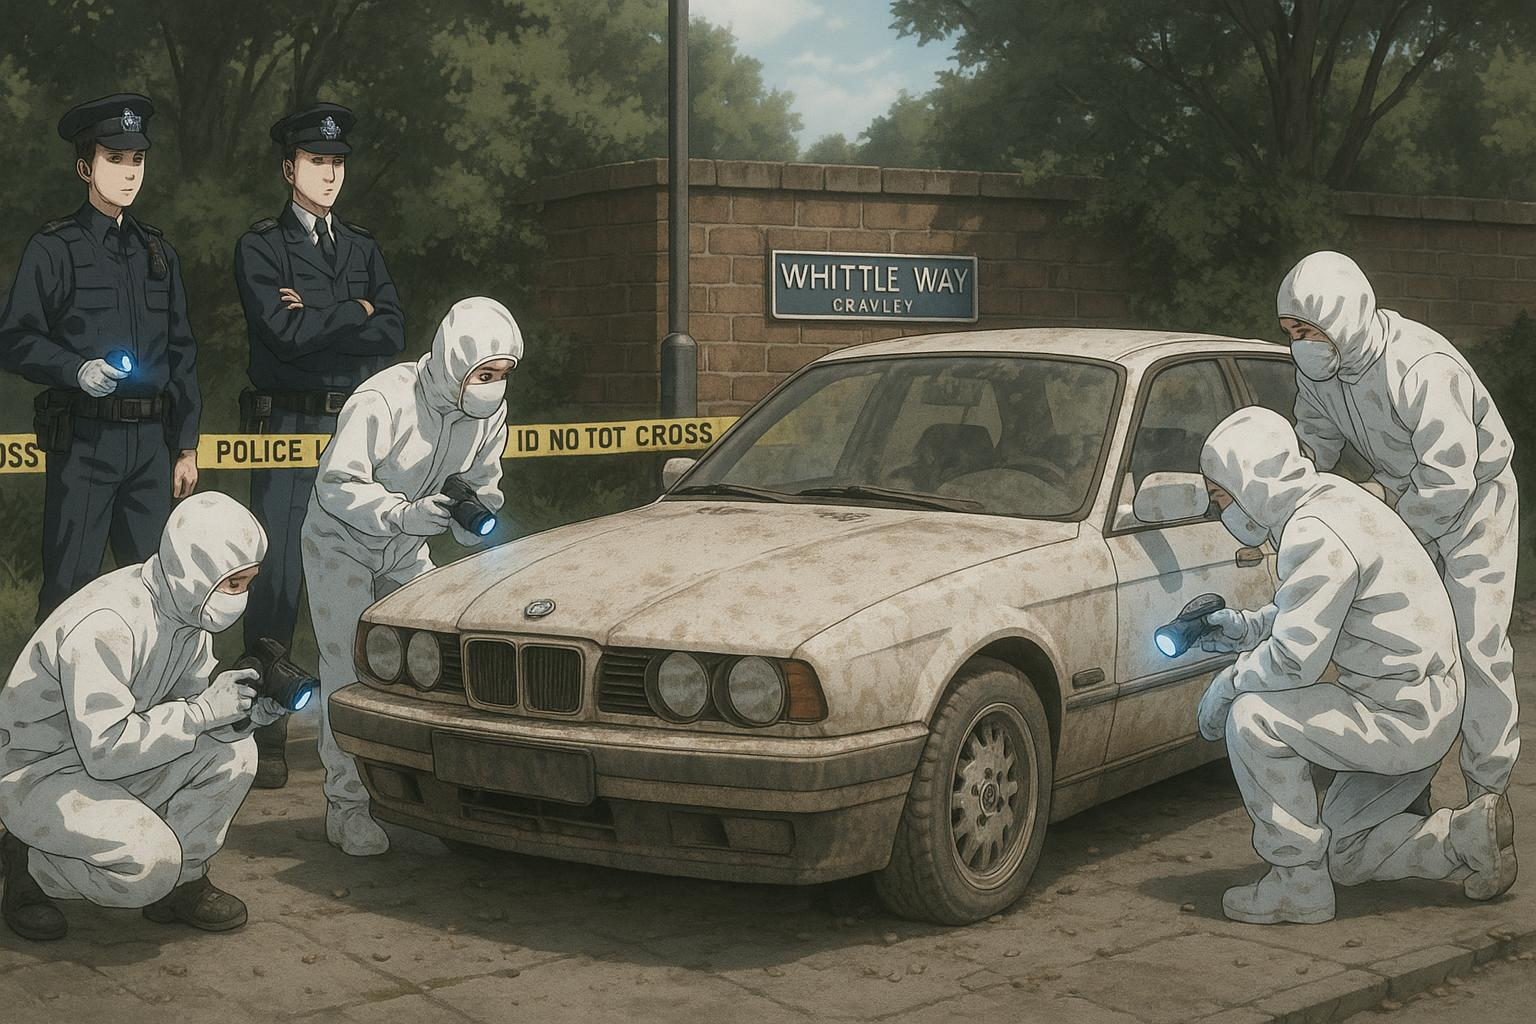 WHITTLE WAY
CRAVLEY
OSS POLICE L ID NO TOT CROSS